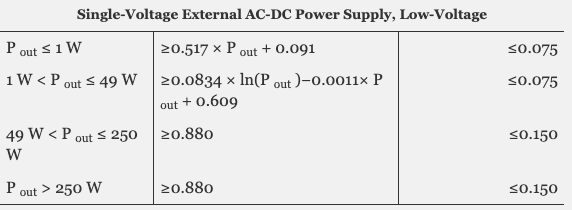 Single-Voltage External AC-DC Power Supply, Low-Voltage
P out ≤ 1 W ≥0.517 × P out + 0.091 ≤0.075
1 W < P out ≤ 49 W ≥0.0834 × ln(P out )−0.0011× P ≤0.075
out + 0.609
49 W < P out ≤ 250 ≥0.880 ≤0.150
W
P out > 250 W ≥0.880 ≤0.150